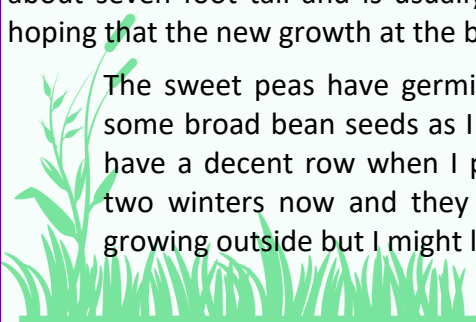 about seven foot tall and is usually
hoping that the new growth at the b
The sweet peas have germi
some broad bean seeds as I
have a decent row when I p
two winters now and they
growing outside but I might l